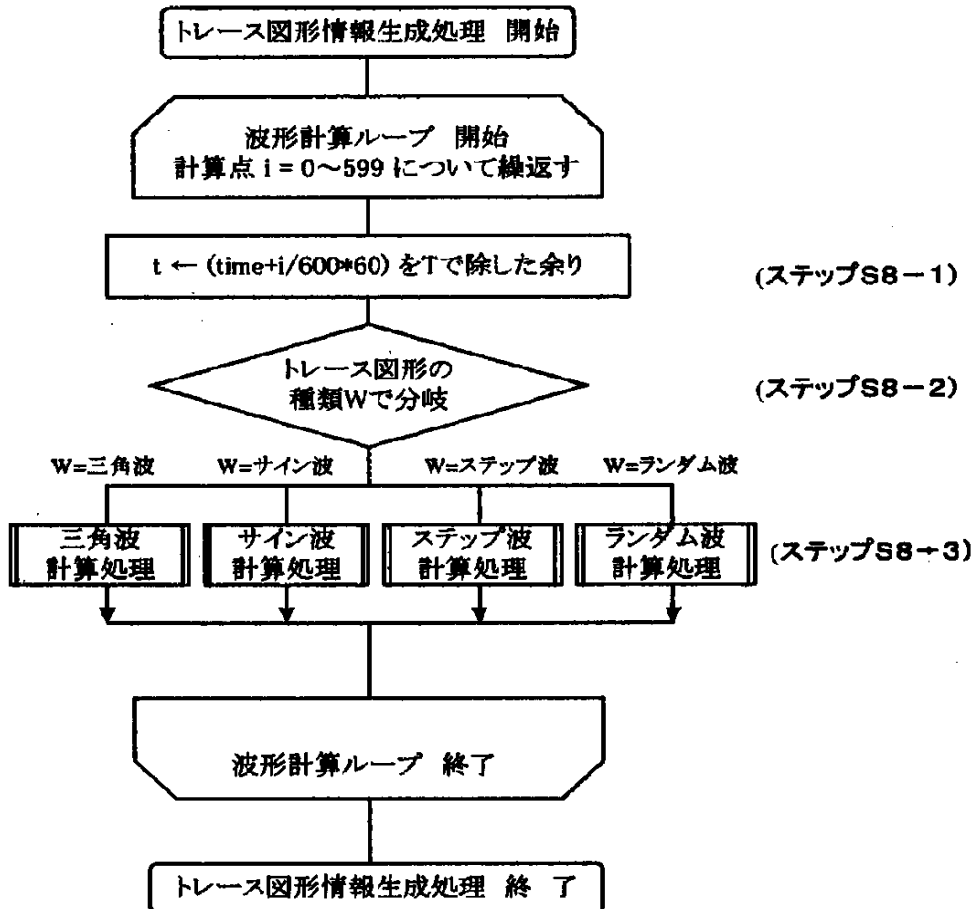 トレース図形情報生成処理 開始
波形計算ループ 開始
計算点 i = 0～599 について繰返す
t ← (time+i/600*60) をTで除した余り
(ステップS8－1)
トレース図形の
種類Wで分岐
(ステップS8－2)
W=三角波
W=サイン波
W=ステップ波
W=ランダム波
三角波
計算処理
サイン波
計算処理
ステップ波
計算処理
ランダム波
計算処理
(ステップS8－3)
波形計算ループ 終了
トレース図形情報生成処理 終 了